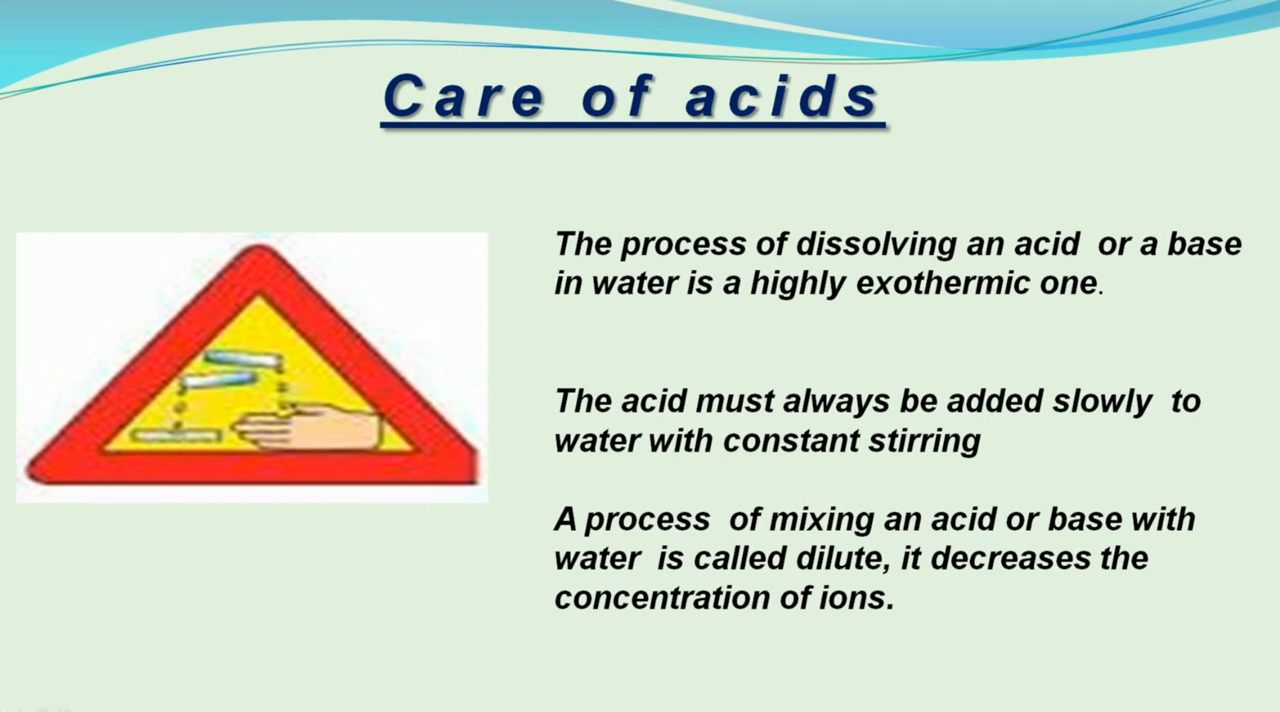 Care of acids
The process of dissolving an acid or a base
in water is a highly exothermic one.
The acid must always be added slowly to
water with constant stirring
A process of mixing an acid or base with
water is called dilute, it decreases the
concentration of ions.